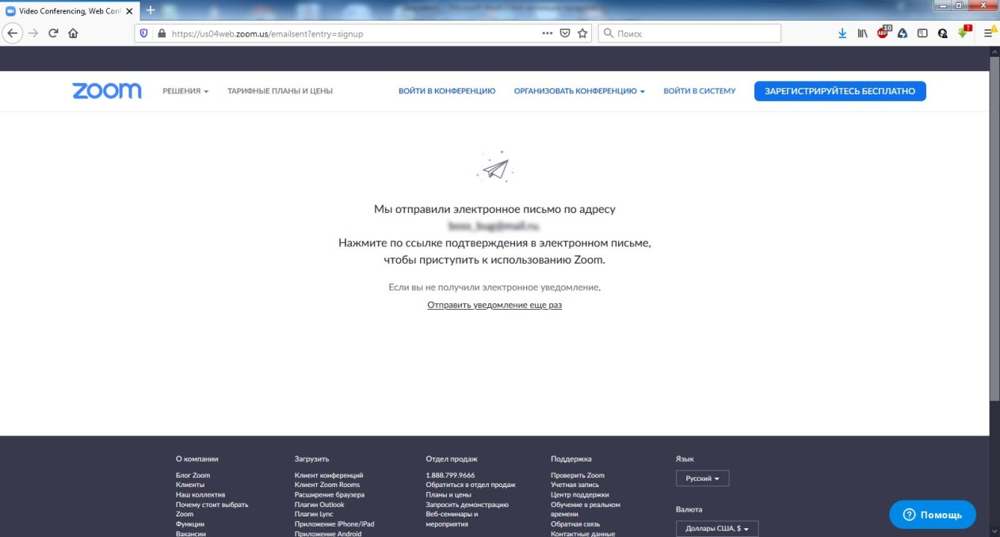 Video Conferencing, Web Conf
https://us04web.zoom.us/emailsent?entry=signup
Поиск
ABP
10
?
zoom
РЕШЕНИЯ
ТАРИФНЫЕ ПЛАНЫ И ЦЕНЫ
ВОЙТИ В КОНФЕРЕНЦИЮ
ОРГАНИЗОВАТЬ КОНФЕРЕНЦИЮ
ВОЙТИ В СИСТЕМУ
ЗАРЕГИСТРИРУЙТЕСЬ БЕСПЛАТНО
Мы отправили электронное письмо по адресу
Нажмите по ссылке подтверждения в электронном письме,
чтобы приступить к использованию Zoom.
Если вы не получили электронное уведомление,
Отправить уведомление еще раз
О компании
Блог Zoom
Клиенты
Наш коллектив
Почему стоит выбрать
Zoom
Функции
Вакансии
Загрузить
Клиент конференций
Клиент Zoom Rooms
Расширение браузера
Плагин Outlook
Плагин Lync
Приложение iPhone/iPad
Приложение Android
Отдел продаж
1.888.799.9666
Обратиться в отдел продаж
Планы и цены
Запросить демонстрацию
Веб-семинары и
мероприятия
Поддержка
Проверить Zoom
Учетная запись
Центр поддержки
Обучение в реальном
времени
Обратная связь
Контактные данные
Язык
Русский
Валюта
Доллары США, $
Помощь